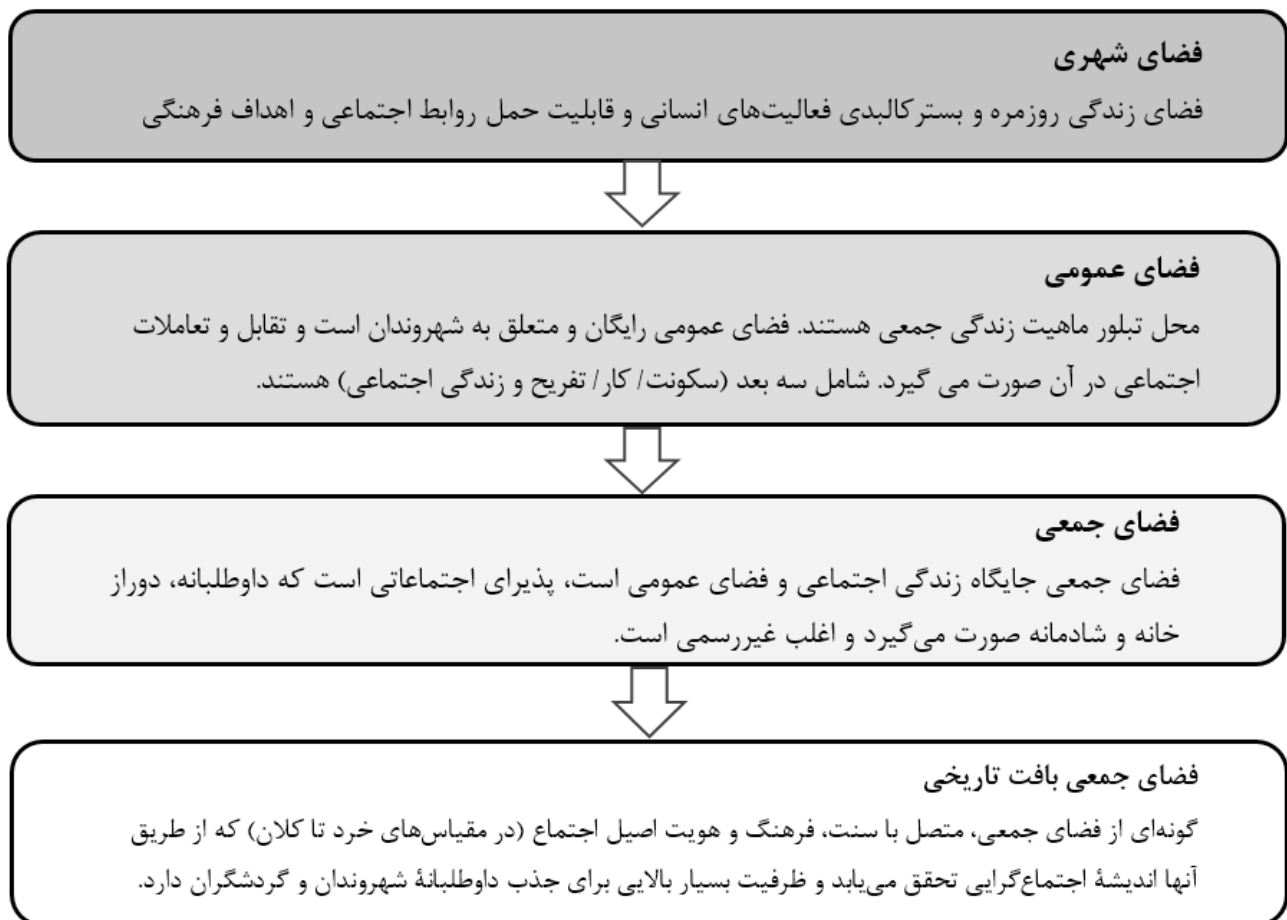 فضای شهری
فضای زندگی روزمره و بستر کالبدی فعالیت‌های انسانی و قابلیت حمل روابط اجتماعی و اهداف فرهنگی
فضای عمومی
محل تبلور ماهیت زندگی جمعی هستند. فضای عمومی رایگان و متعلق به شهروندان است و تقابل و تعاملات
اجتماعی در آن صورت می گیرد. شامل سه بعد (سکونت/ کار/ تفریح و زندگی اجتماعی) هستند.
فضای جمعی
فضای جمعی جایگاه زندگی اجتماعی و فضای عمومی است، پذیرای اجتماعاتی است که داوطلبانه، دوراز
خانه و شادمانه صورت می‌گیرد و اغلب غیررسمی است.
فضای جمعی بافت تاریخی
گونه‌ای از فضای جمعی، متصل با سنت، فرهنگ و هویت اصیل اجتماع (در مقیاس‌های خرد تا کلان) که از طریق
آنها اندیشۀ اجتماع‌گرایی تحقق می‌یابد و ظرفیت بسیار بالایی برای جذب داوطلبانۀ شهروندان و گردشگران دارد.